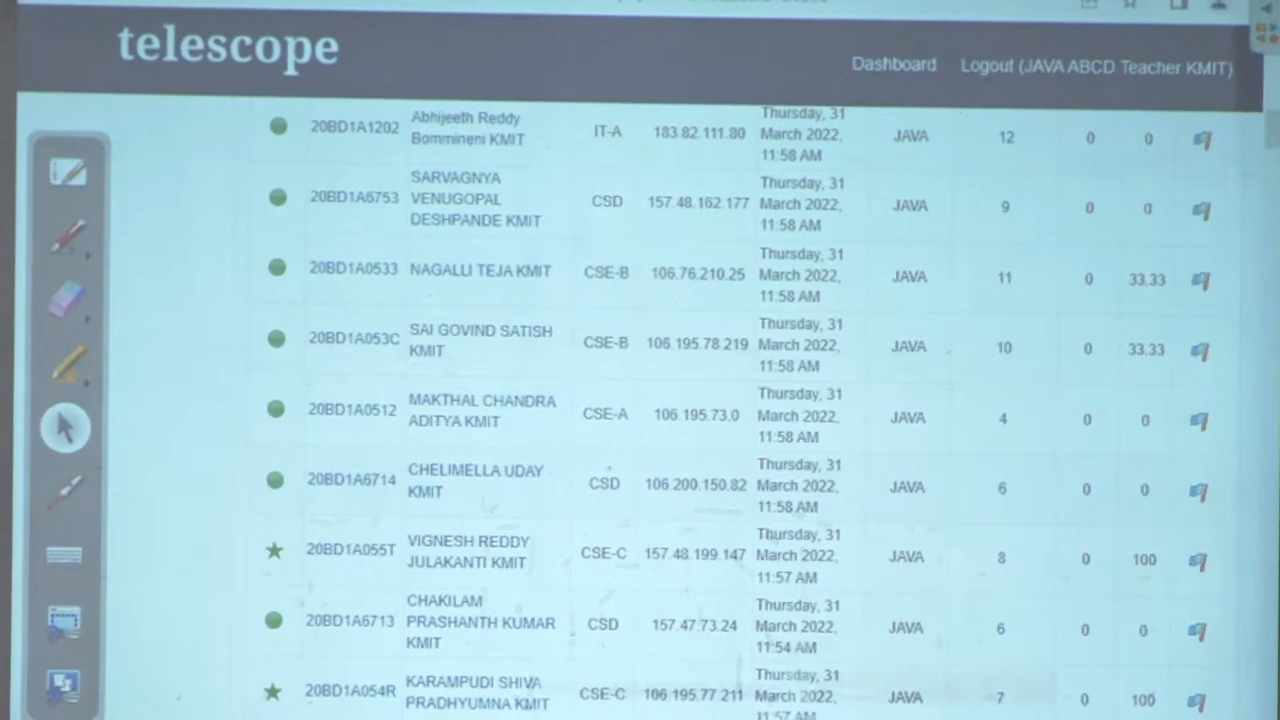 telescope
Dashboard Logout (JAVA ABCD Teacher KMIT)
20BD1A1202 Abhijeeth Reddy Bommineni KMIT IT-A 183.82.111.80 Thursday, 31 March 2022, 11:58 AM JAVA 12 0 0
20BD1A6753 SARVAGNYA VENUGOPAL DESHPANDE KMIT CSD 157.48.162.177 Thursday, 31 March 2022, 11:58 AM JAVA 9 0 0
20BD1A0533 NAGALLI TEJA KMIT CSE-B 106.76.210.25 Thursday, 31 March 2022, 11:58 AM JAVA 11 0 33.33
20BD1A053C SAI GOVIND SATISH KMIT CSE-B 106.195.78.219 Thursday, 31 March 2022, 11:58 AM JAVA 10 0 33.33
20BD1A0512 MAKTHAL CHANDRA ADITYA KMIT CSE-A 106.195.73.0 Thursday, 31 March 2022, 11:58 AM JAVA 4 0 0
20BD1A6714 CHELIMELLA UDAY KMIT CSD 106.200.150.82 Thursday, 31 March 2022, 11:58 AM JAVA 6 0 0
20BD1A055T VIGNESH REDDY JULAKANTI KMIT CSE-C 157.48.199.147 Thursday, 31 March 2022, 11:57 AM JAVA 8 0 100
20BD1A6713 CHAKILAM PRASHANTH KUMAR KMIT CSD 157.47.73.24 Thursday, 31 March 2022, 11:54 AM JAVA 6 0 0
20BD1A054R KARAMPUDI SHIVA PRADHYUMNA KMIT CSE-C 106.195.77.211 Thursday, 31 March 2022, 11:57 AM JAVA 7 0 100